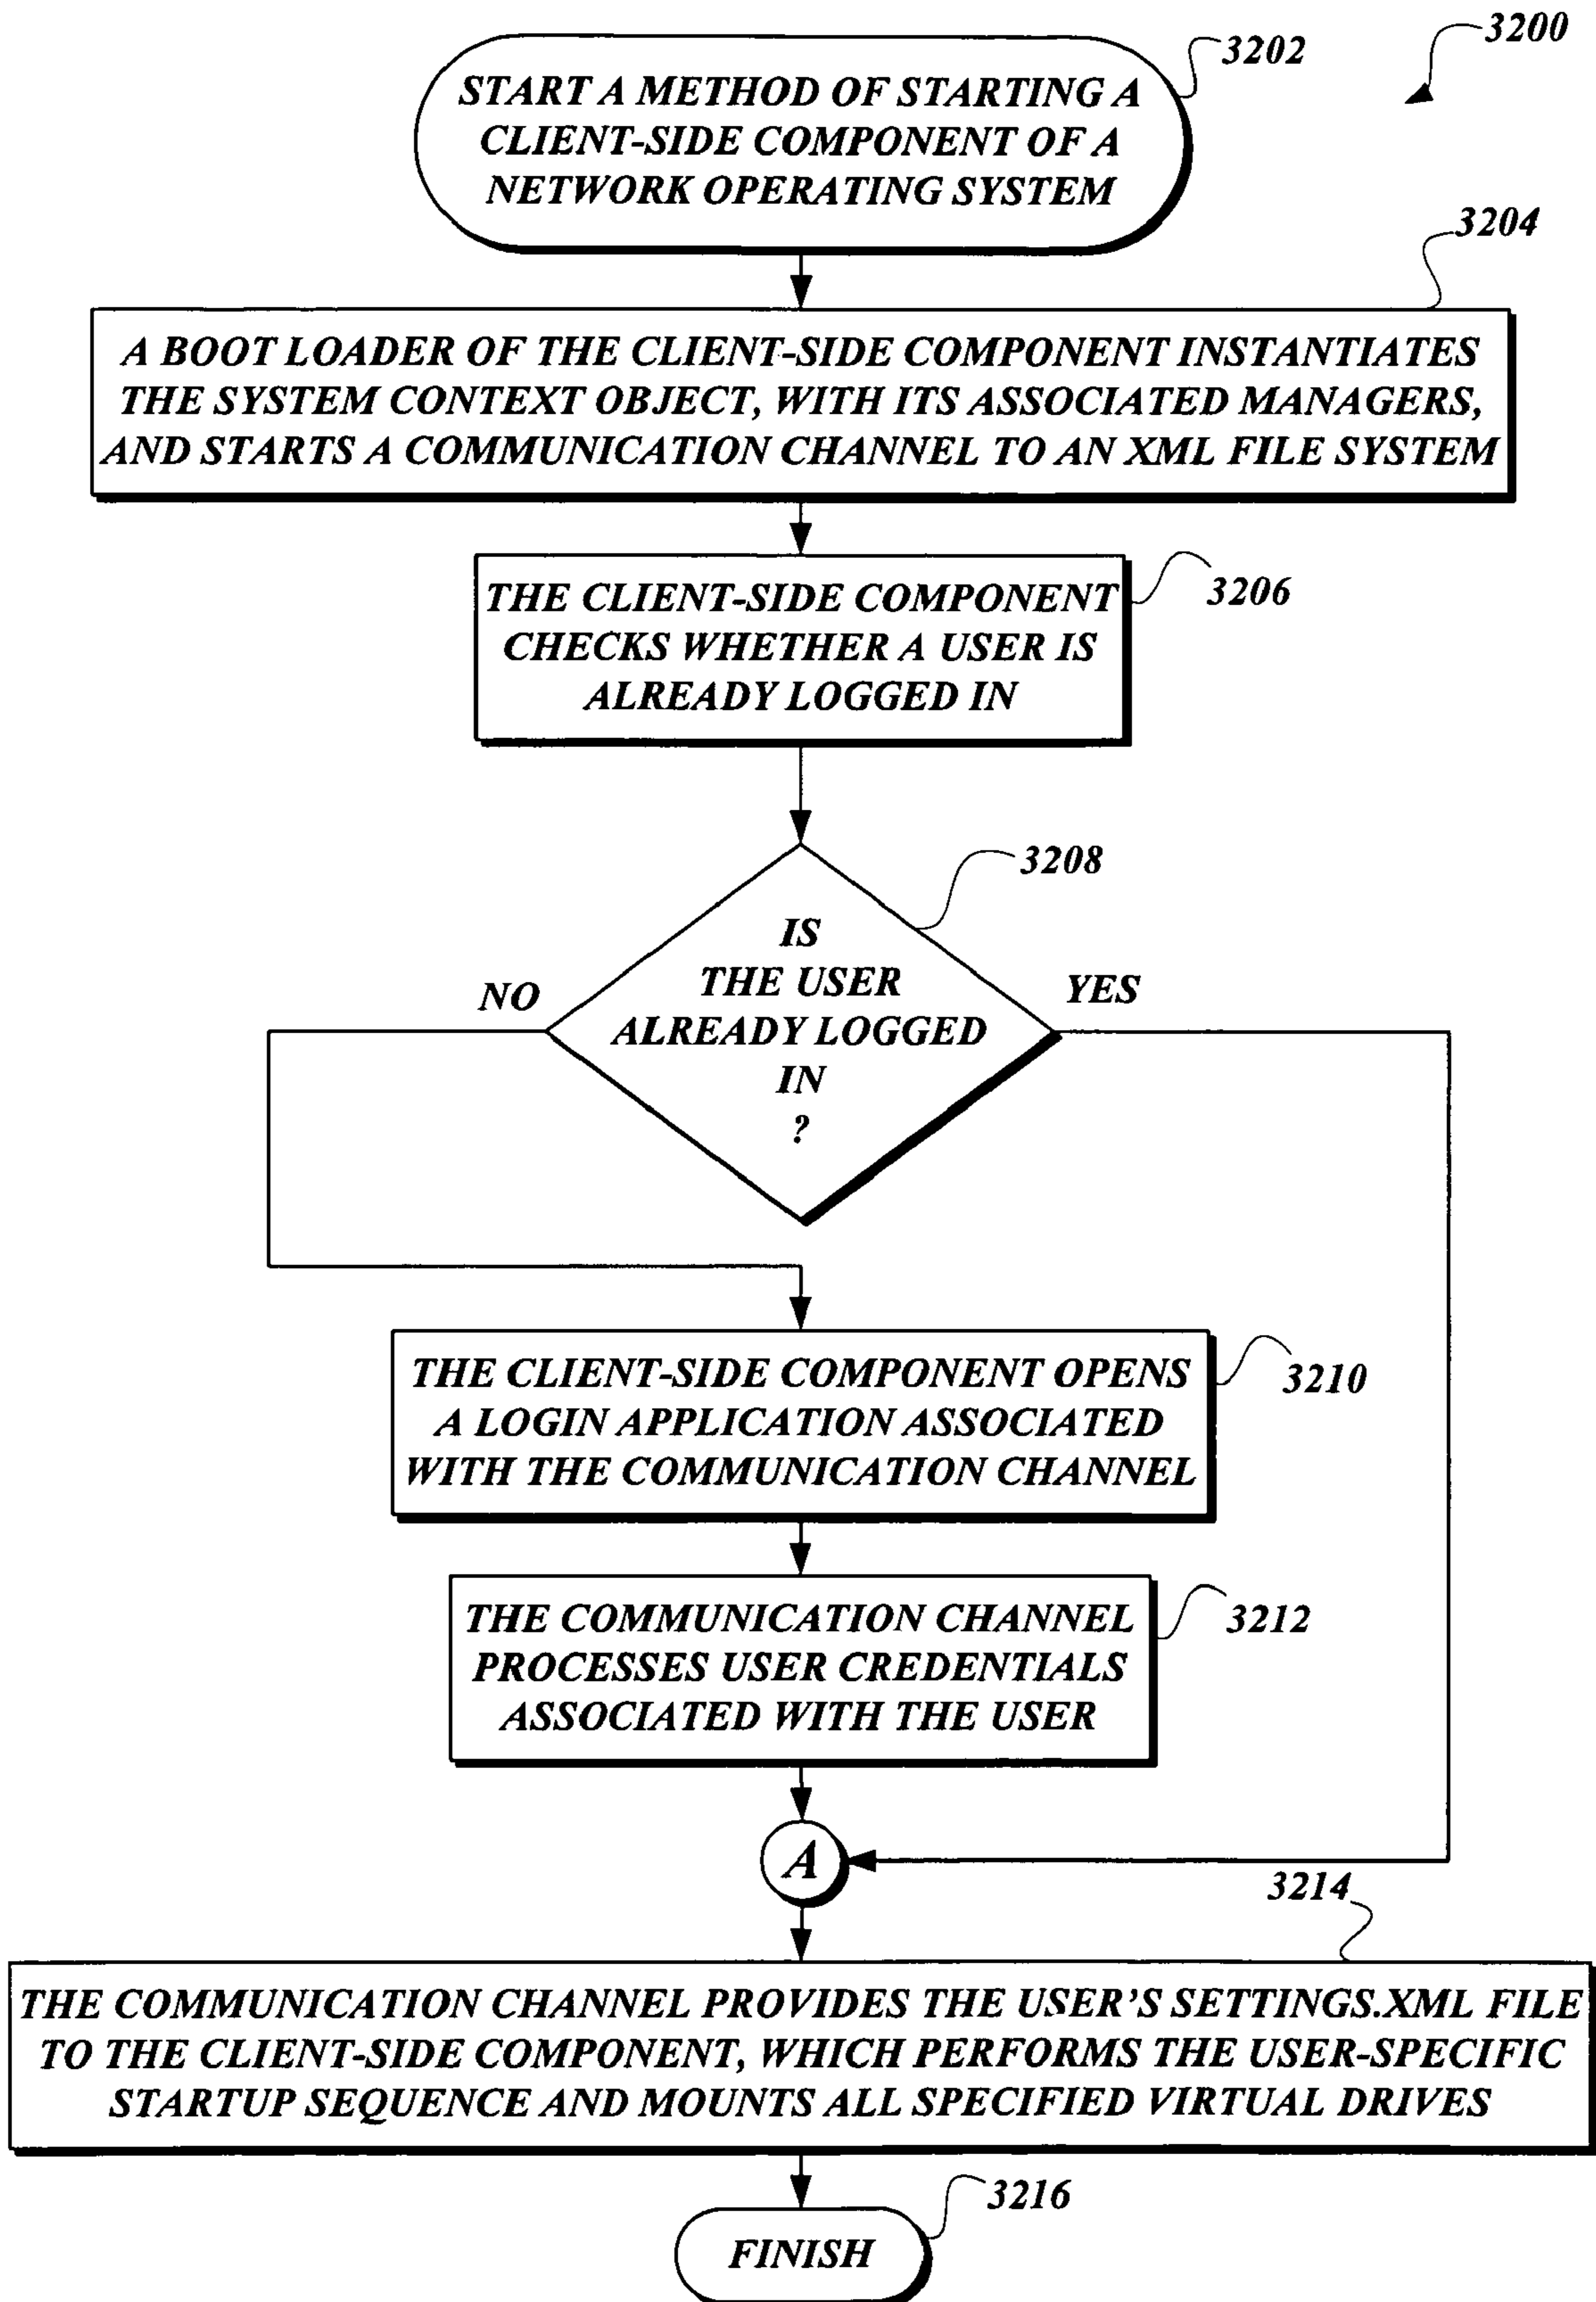 3200
3202
START A METHOD OF STARTING A
CLIENT-SIDE COMPONENT OF A
NETWORK OPERATING SYSTEM
3204
A BOOT LOADER OF THE CLIENT-SIDE COMPONENT INSTANTIATES
THE SYSTEM CONTEXT OBJECT, WITH ITS ASSOCIATED MANAGERS,
AND STARTS A COMMUNICATION CHANNEL TO AN XML FILE SYSTEM
3206
THE CLIENT-SIDE COMPONENT
CHECKS WHETHER A USER IS
ALREADY LOGGED IN
3208
IS
THE USER
ALREADY LOGGED
IN
?
NO
YES
3210
THE CLIENT-SIDE COMPONENT OPENS
A LOGIN APPLICATION ASSOCIATED
WITH THE COMMUNICATION CHANNEL
3212
THE COMMUNICATION CHANNEL
PROCESSES USER CREDENTIALS
ASSOCIATED WITH THE USER
A
3214
THE COMMUNICATION CHANNEL PROVIDES THE USER'S SETTINGS.XML FILE
TO THE CLIENT-SIDE COMPONENT, WHICH PERFORMS THE USER-SPECIFIC
STARTUP SEQUENCE AND MOUNTS ALL SPECIFIED VIRTUAL DRIVES
3216
FINISH